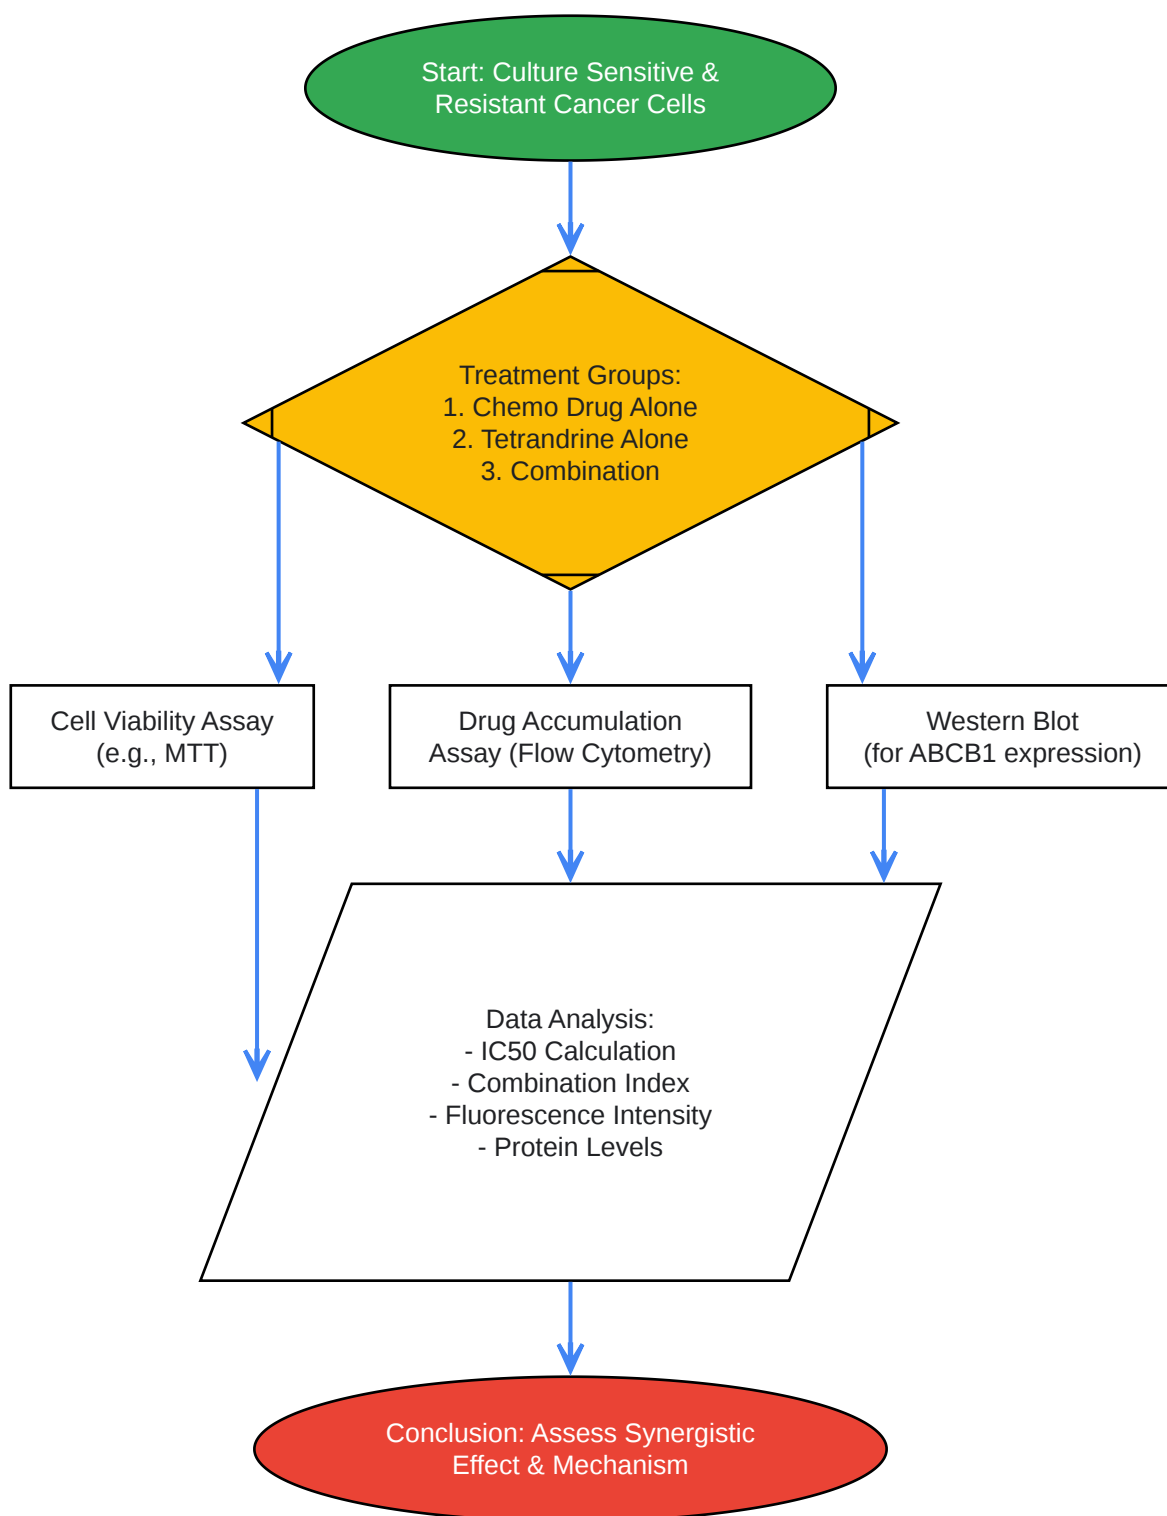 Start: Culture Sensitive &
Resistant Cancer Cells
Treatment Groups:
1. Chemo Drug Alone
2. Tetrandrine Alone
3. Combination
Cell Viability Assay
(e.g., MTT)
Drug Accumulation
Assay (Flow Cytometry)
Western Blot
(for ABCB1 expression)
Data Analysis:
- IC50 Calculation
- Combination Index
- Fluorescence Intensity
- Protein Levels
Conclusion: Assess Synergistic
Effect & Mechanism